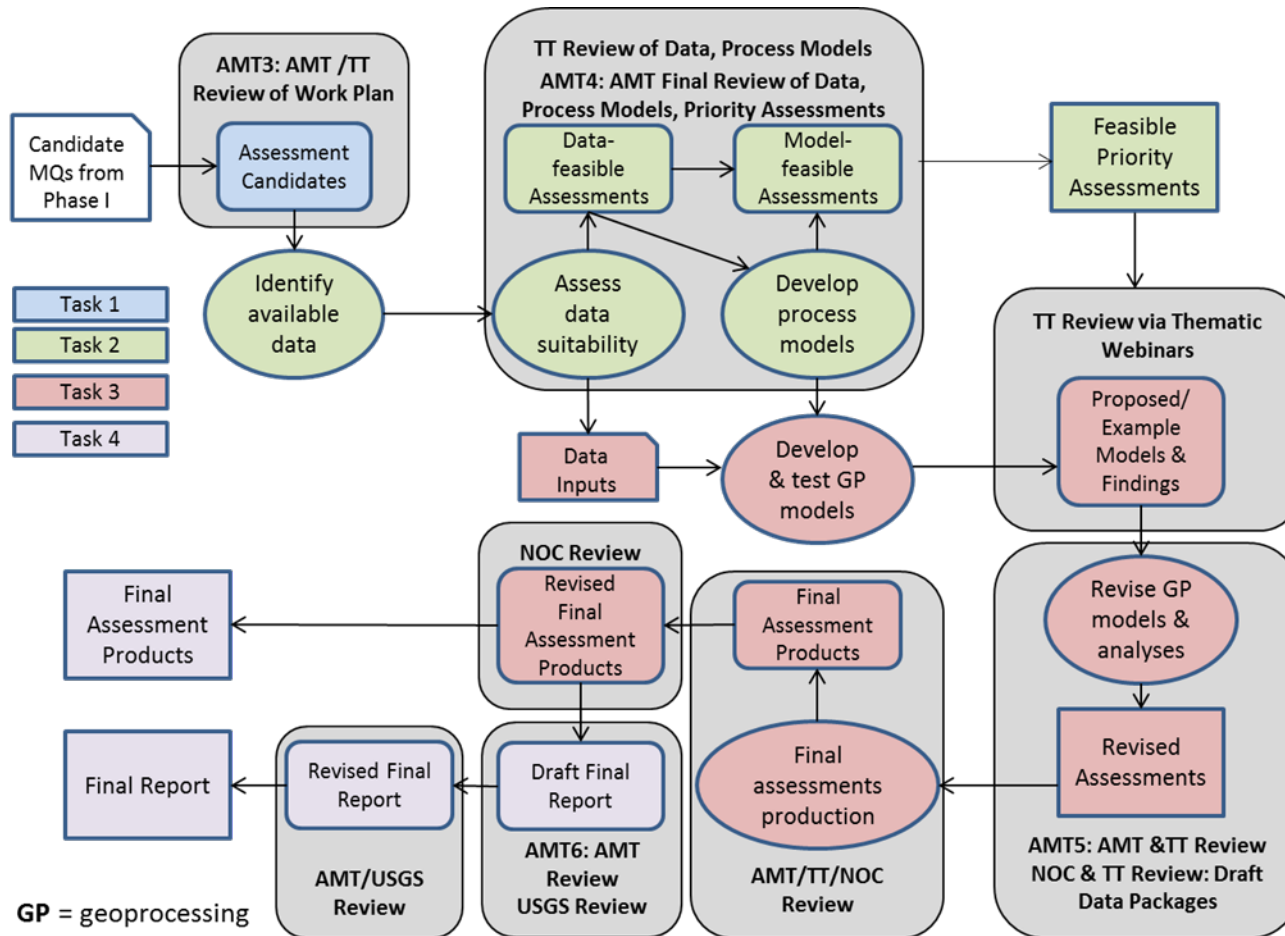 AMT3: AMT /TT
Review of Work Plan
Candidate
MQs from
Phase I
Assessment
Candidates
Identify
available
data
TT Review of Data, Process Models
AMT4: AMT Final Review of Data,
Process Models, Priority Assessments
Data-
feasible
Assessments
Model-
feasible
Assessments
Assess
data
suitability
Develop
process
models
Feasible
Priority
Assessments
Task 1
Task 2
Task 3
Task 4
Data
Inputs
Develop
& test GP
models
TT Review via Thematic
Webinars
Proposed/
Example
Models &
Findings
Revise GP
models &
analyses
Revised
Assessments
AMT5: AMT &TT Review
NOC & TT Review: Draft
Data Packages
Final
Assessment
Products
Final
assessments
production
AMT/TT/NOC
Review
NOC Review
Revised
Final
Assessment
Products
Final
Assessment
Products
Draft Final
Report
AMT6: AMT
Review
USGS Review
Revised Final
Report
AMT/USGS
Review
Final Report
GP = geoprocessing